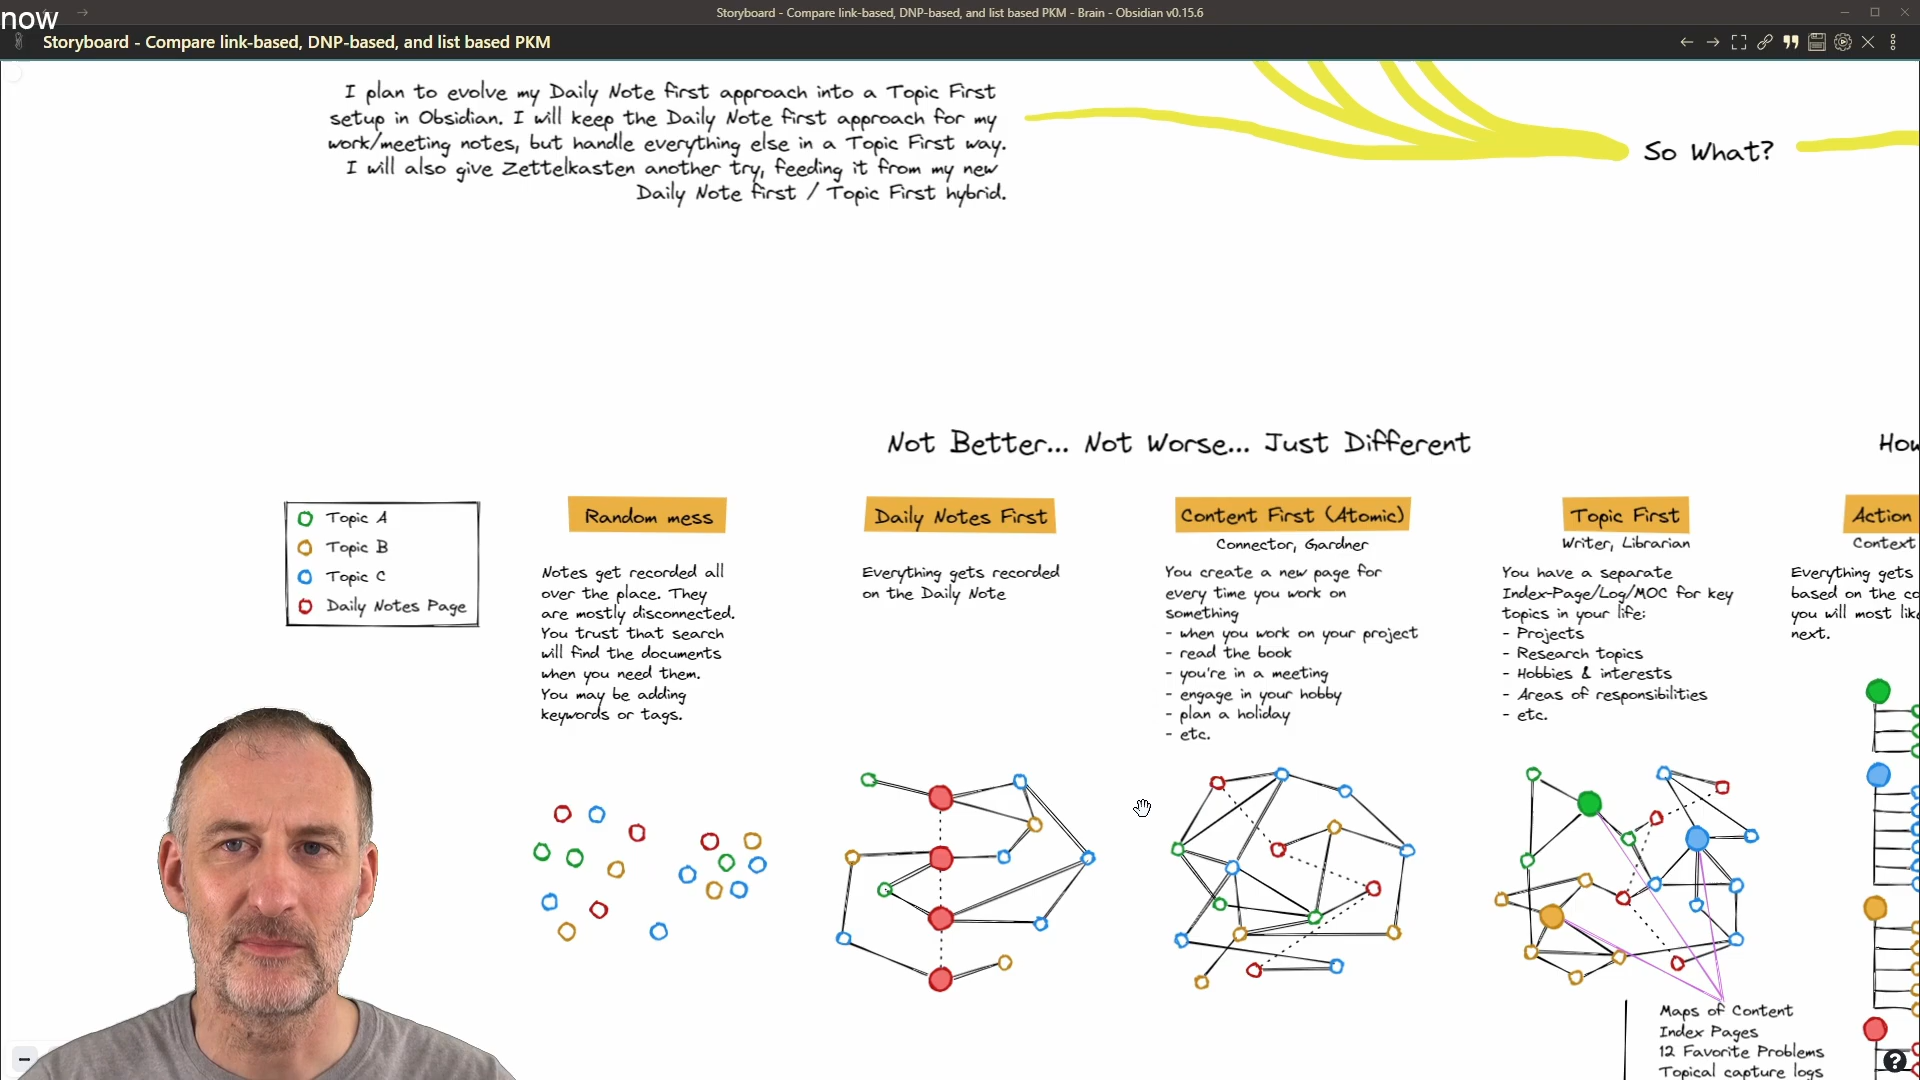 now
Storyboard - Compare link-based, DNP-based, and list based PKM - Brain - Obsidian v0.15.6
Storyboard - Compare link-based, DNP-based, and list based PKM
I plan to evolve my Daily Note first approach into a Topic First
setup in Obsidian. I will keep the Daily Note first approach for my
work/meeting notes, but handle everything else in a Topic First way.
I will also give Zettelkasten another try, feeding it from my new
Daily Note first / Topic First hybrid.
So What?
Not Better... Not Worse... Just Different
How
Topic A
Topic B
Topic C
Daily Notes Page
Random mess
Notes get recorded all
over the place. They
are mostly disconnected.
You trust that search
will find the documents
when you need them.
You may be adding
keywords or tags.
Daily Notes First
Everything gets recorded
on the Daily Note
Content First (Atomic)
Connector, Gardner
You create a new page for
every time you work on
something
- when you work on your project
- read the book
- you're in a meeting
- engage in your hobby
- plan a holiday
- etc.
Topic First
Writer, Librarian
You have a separate
Index-Page/Log/MOC for key
topics in your life:
- Projects
- Research topics
- Hobbies & interests
- Areas of responsibilities
- etc.
Maps of Content
Index Pages
12 Favorite Problems
Topical capture logs
Action
Context
Everything gets
based on the co
you will most lik
next.